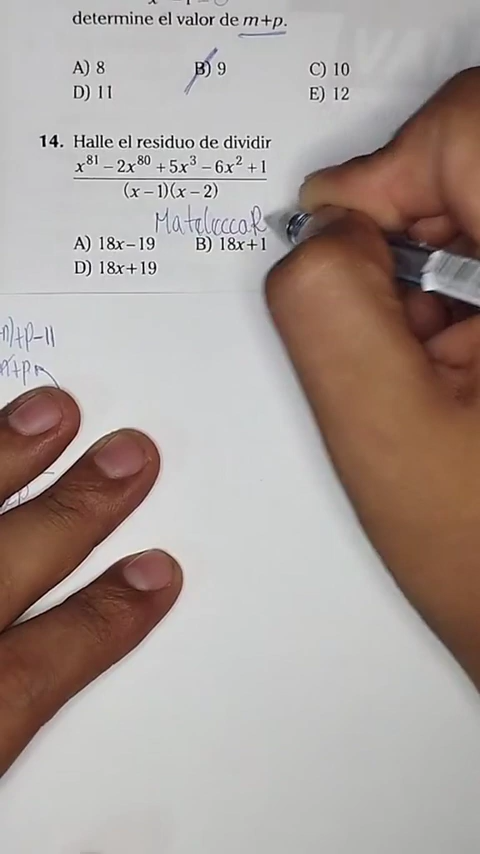 determine el valor de m+p.
A) 8 B) 9 C) 10
D) 11 E) 12
14. Halle el residuo de dividir
x^81 − 2x^80 + 5x^3 − 6x^2 + 1
(x − 1)(x − 2)
A) 18x−19 B) 18x+1
D) 18x+19